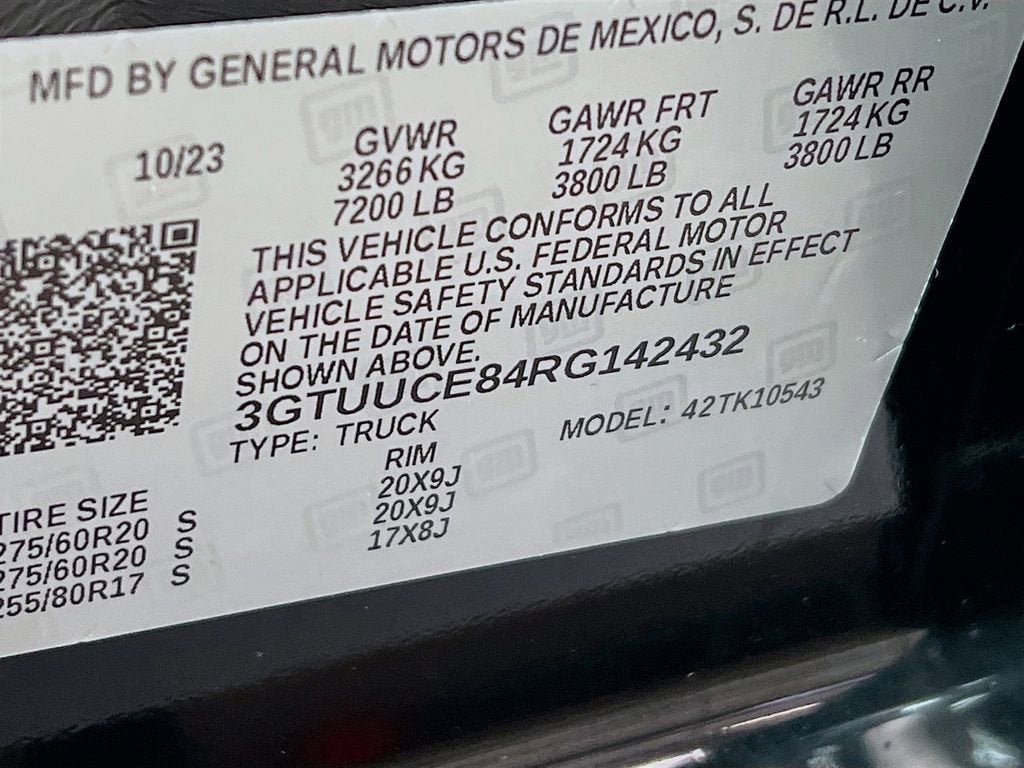 MFD BY GENERAL MOTORS DE MEXICO, S. DE R.L. DE C.V.
10/23 GVWR GAWR FRT GAWR RR
3266 KG 1724 KG 1724 KG
7200 LB 3800 LB 3800 LB
THIS VEHICLE CONFORMS TO ALL
APPLICABLE U.S. FEDERAL MOTOR
VEHICLE SAFETY STANDARDS IN EFFECT
ON THE DATE OF MANUFACTURE
SHOWN ABOVE.
3GTUUCE84RG142432
TYPE: TRUCK MODEL: 42TK10543
TIRE SIZE RIM
275/60R20 S 20X9J
275/60R20 S 20X9J
255/80R17 S 17X8J